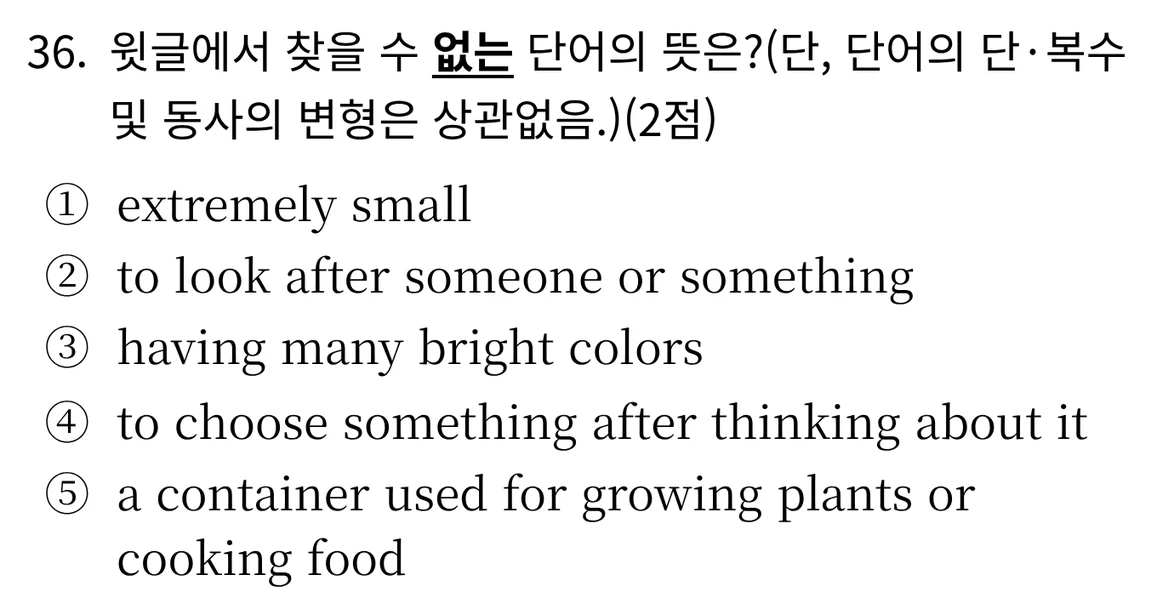 36. 윗글에서 찾을 수 없는 단어의 뜻은?(단, 단어의 단·복수
및 동사의 변형은 상관없음.)(2점)
① extremely small
② to look after someone or something
③ having many bright colors
④ to choose something after thinking about it
⑤ a container used for growing plants or
cooking food